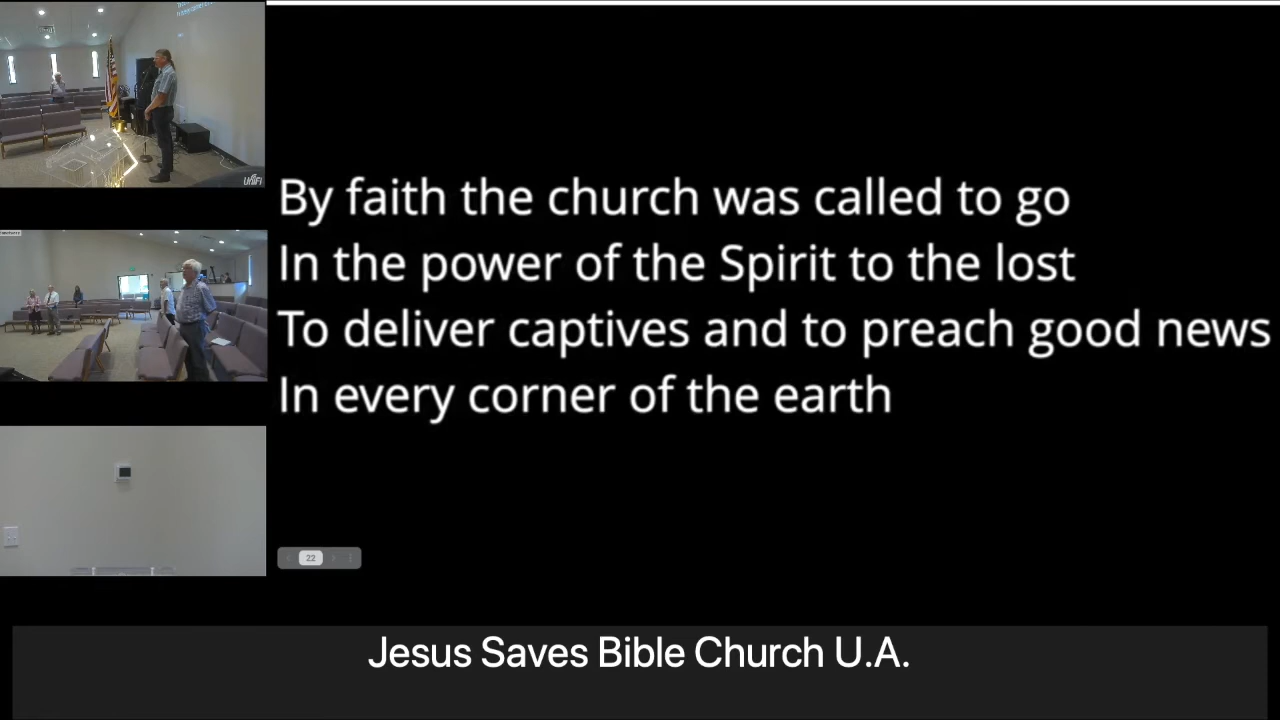 UniFi
By faith the church was called to go
In the power of the Spirit to the lost
To deliver captives and to preach good news
In every corner of the earth
22
Jesus Saves Bible Church U.A.